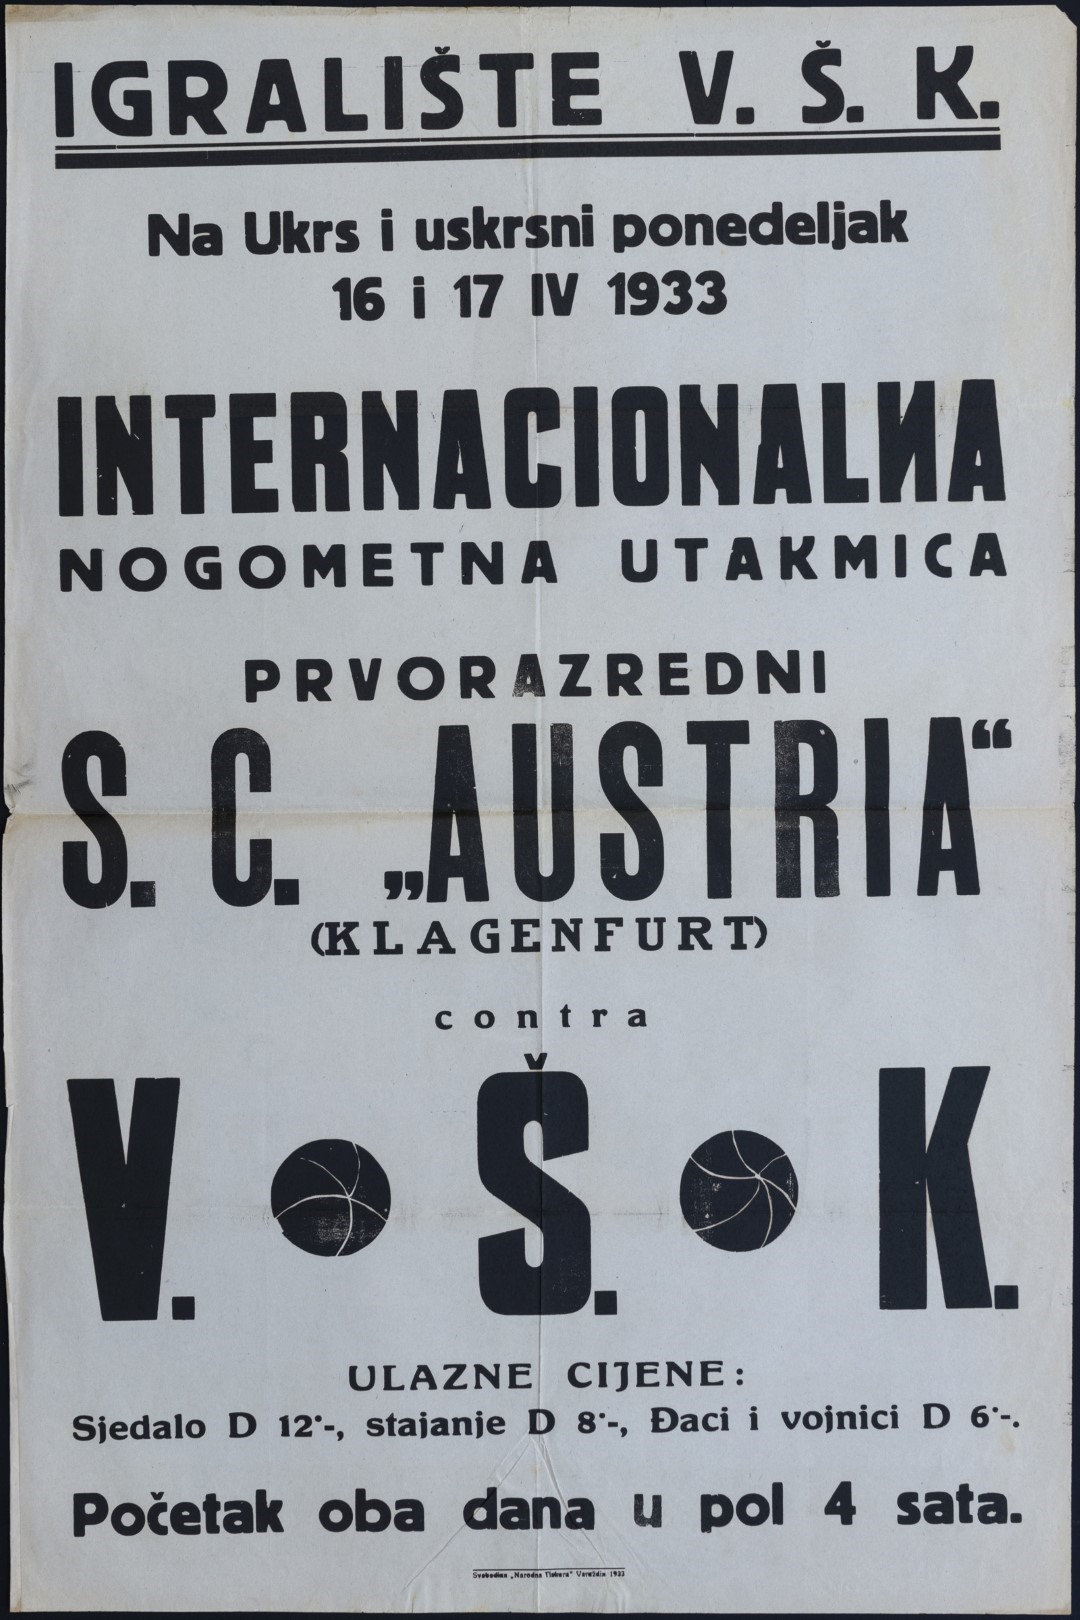 IGRALIŠTE V. Š. K.
Na Ukrs i uskrsni ponedeljak
16 i 17 IV 1933
INTERNACIONALNA
NOGOMETNA UTAKMICA
PRVORAZREDNI
S. C. „AUSTRIA“
(KLAGENFURT)
contra
V. Š. K.
ULAZNE CIJENE:
Sjedalo D 12·-, stajanje D 8·-, Đaci i vojnici D 6·-.
Početak oba dana u pol 4 sata.
„Narodna Tiskara“ Varaždin 1933